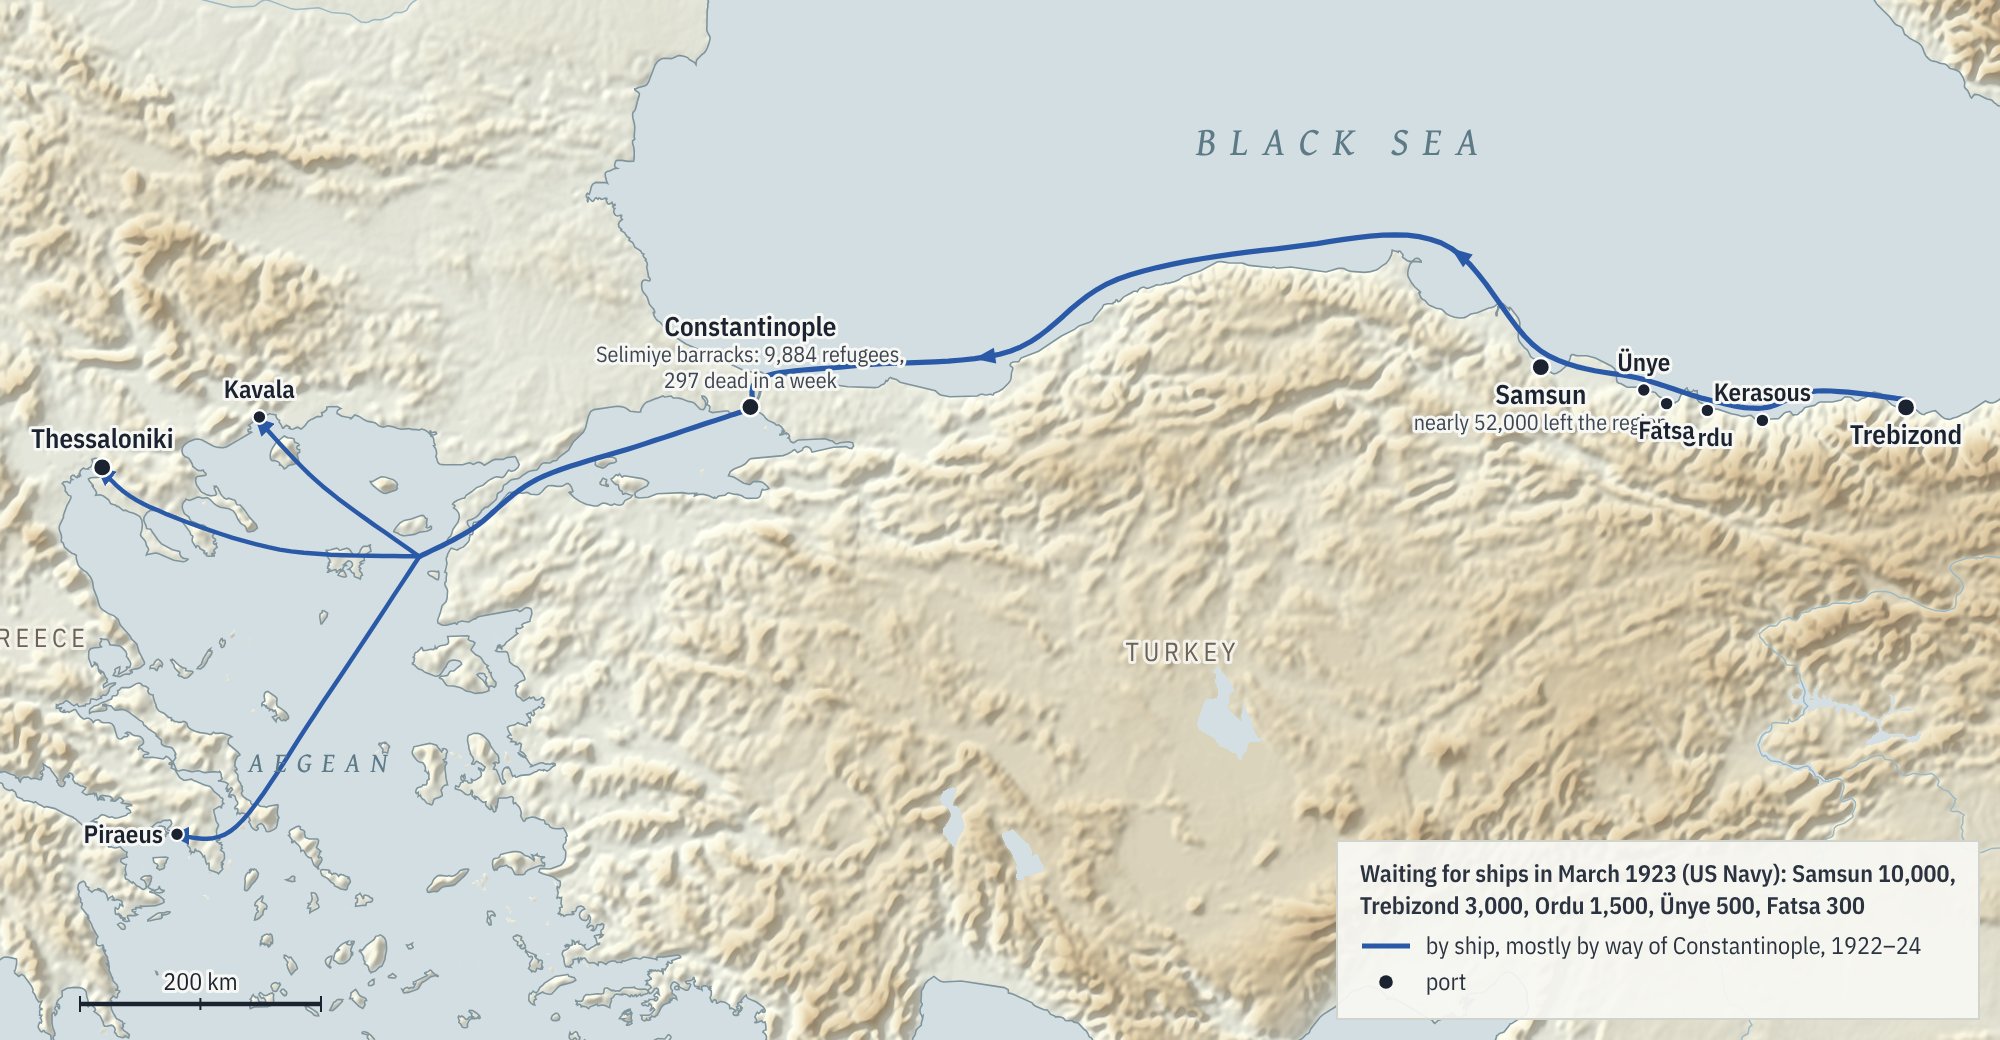 BLACK SEA
Constantinople
Selimiye barracks: 9,884 refugees,
297 dead in a week
Kavala
Thessaloniki
Ünye
Kerasous
Samsun
nearly 52,000 left the
Fatsa
rdu
Trebizond
REECE
TURKEY
AEGEAN
Piraeus
200 km
Waiting for ships in March 1923 (US Navy): Samsun 10,000,
Trebizond 3,000, Ordu 1,500, Ünye 500, Fatsa 300
by ship, mostly by way of Constantinople, 1922–24
port